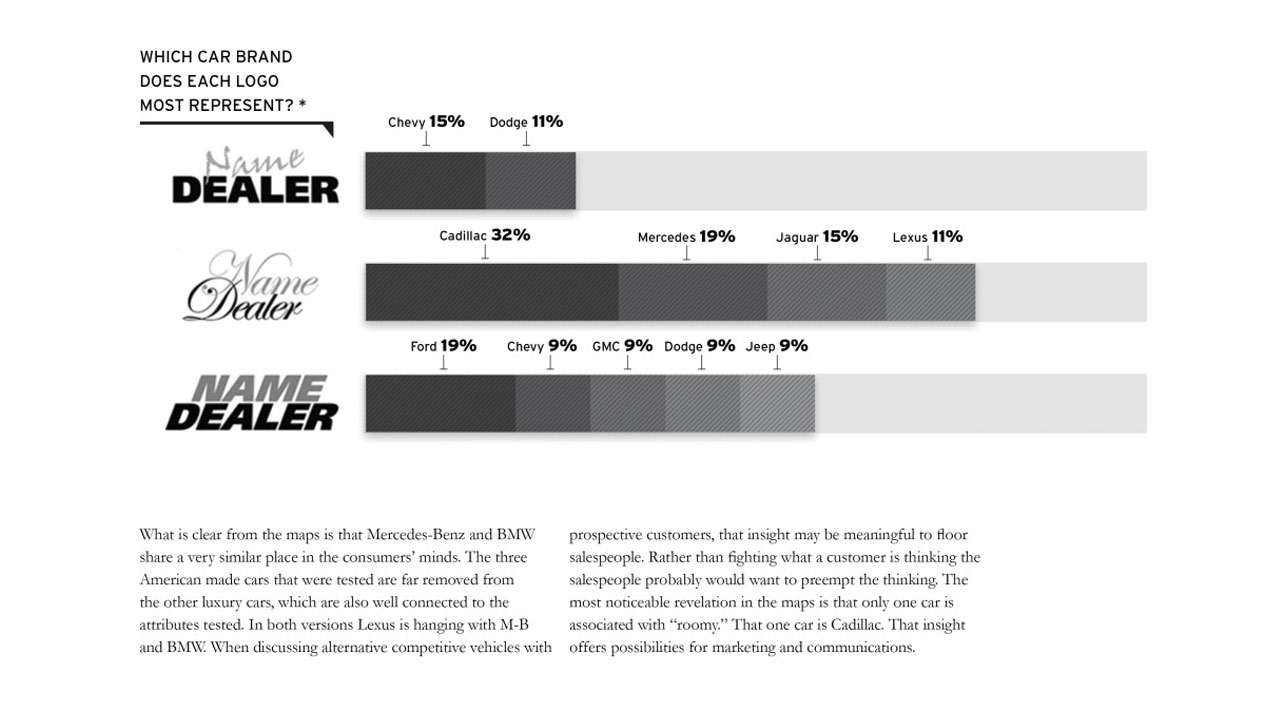 WHICH CAR BRAND
DOES EACH LOGO
MOST REPRESENT? *
Chevy 15% Dodge 11%
Name
DEALER
Cadillac 32% Mercedes 19% Jaguar 15% Lexus 11%
Name
Dealer
Ford 19% Chevy 9% GMC 9% Dodge 9% Jeep 9%
NAME
DEALER
What is clear from the maps is that Mercedes-Benz and BMW
share a very similar place in the consumers’ minds. The three
American made cars that were tested are far removed from
the other luxury cars, which are also well connected to the
attributes tested. In both versions Lexus is hanging with M-B
and BMW. When discussing alternative competitive vehicles with
prospective customers, that insight may be meaningful to floor
salespeople. Rather than fighting what a customer is thinking the
salespeople probably would want to preempt the thinking. The
most noticeable revelation in the maps is that only one car is
associated with “roomy.” That one car is Cadillac. That insight
offers possibilities for marketing and communications.